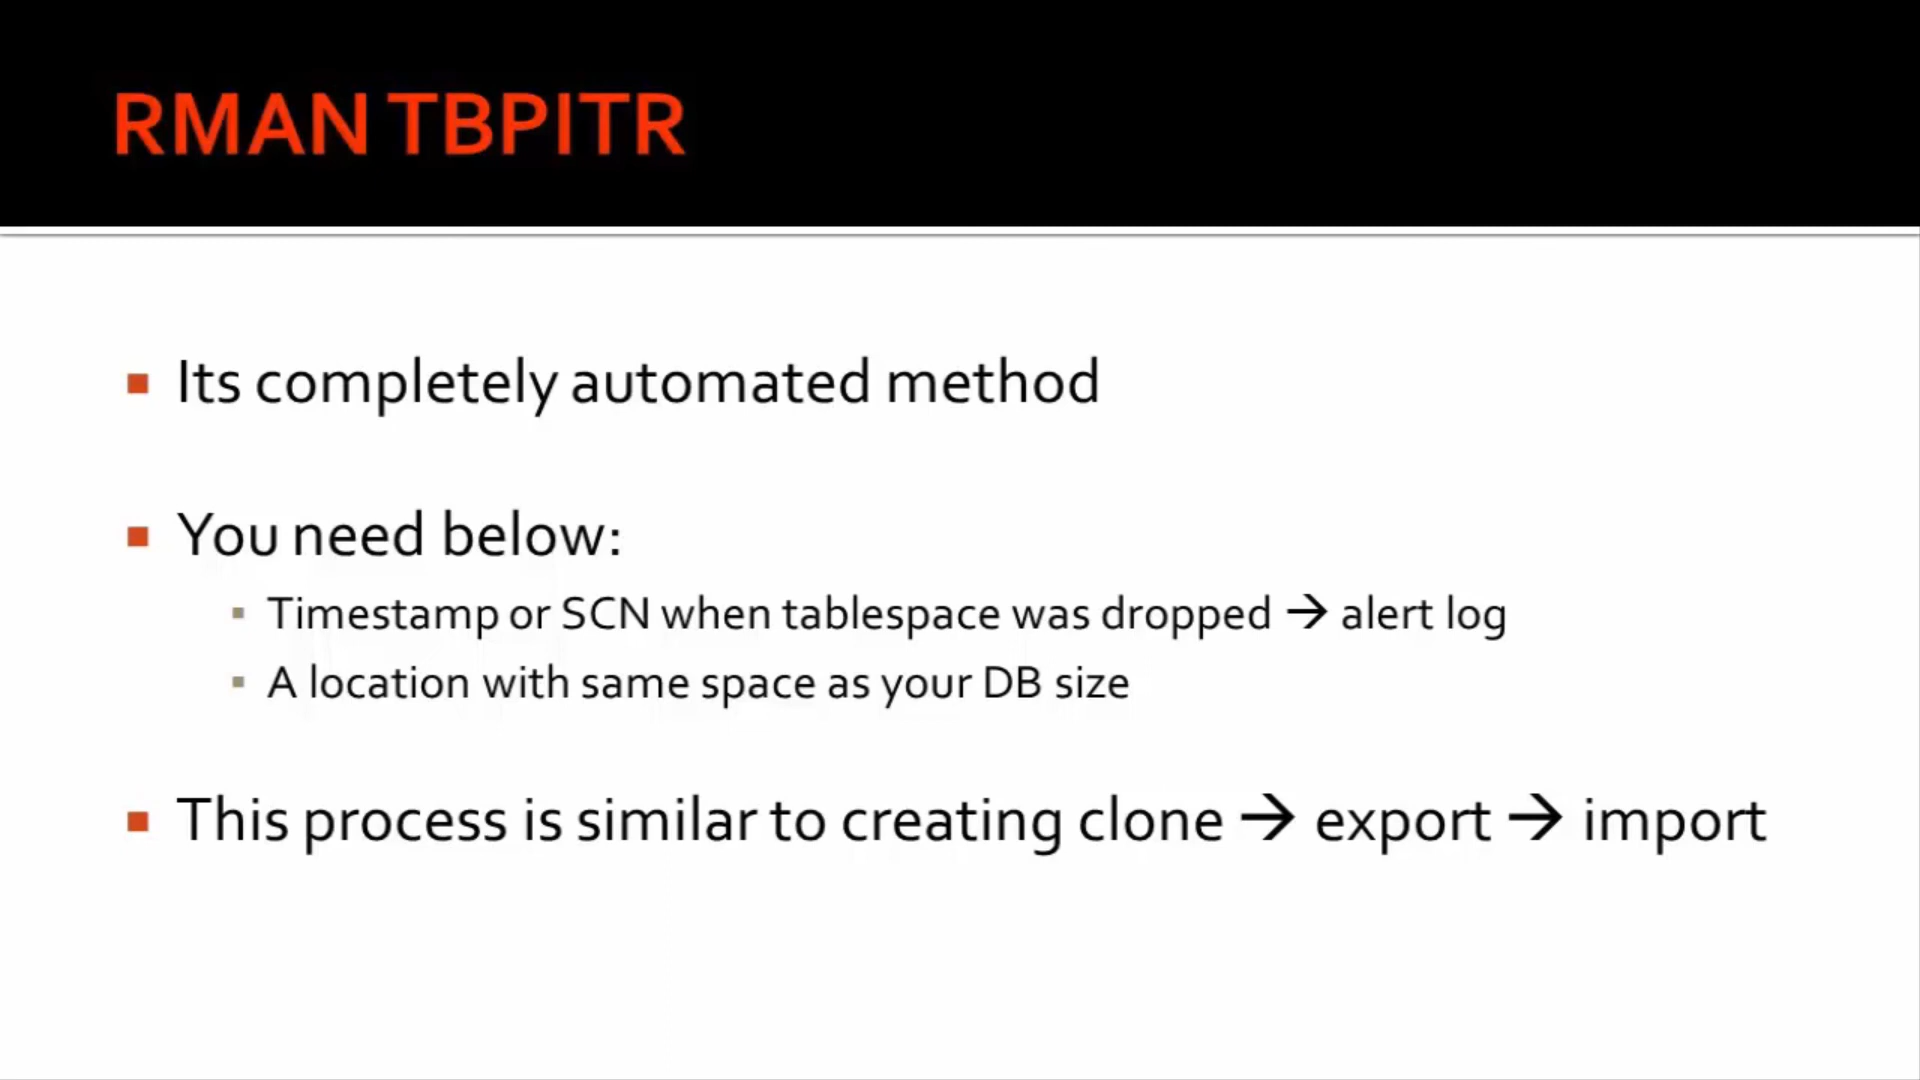 RMAN TBPITR
Its completely automated method
You need below:
Timestamp or SCN when tablespace was dropped → alert log
A location with same space as your DB size
This process is similar to creating clone → export → import